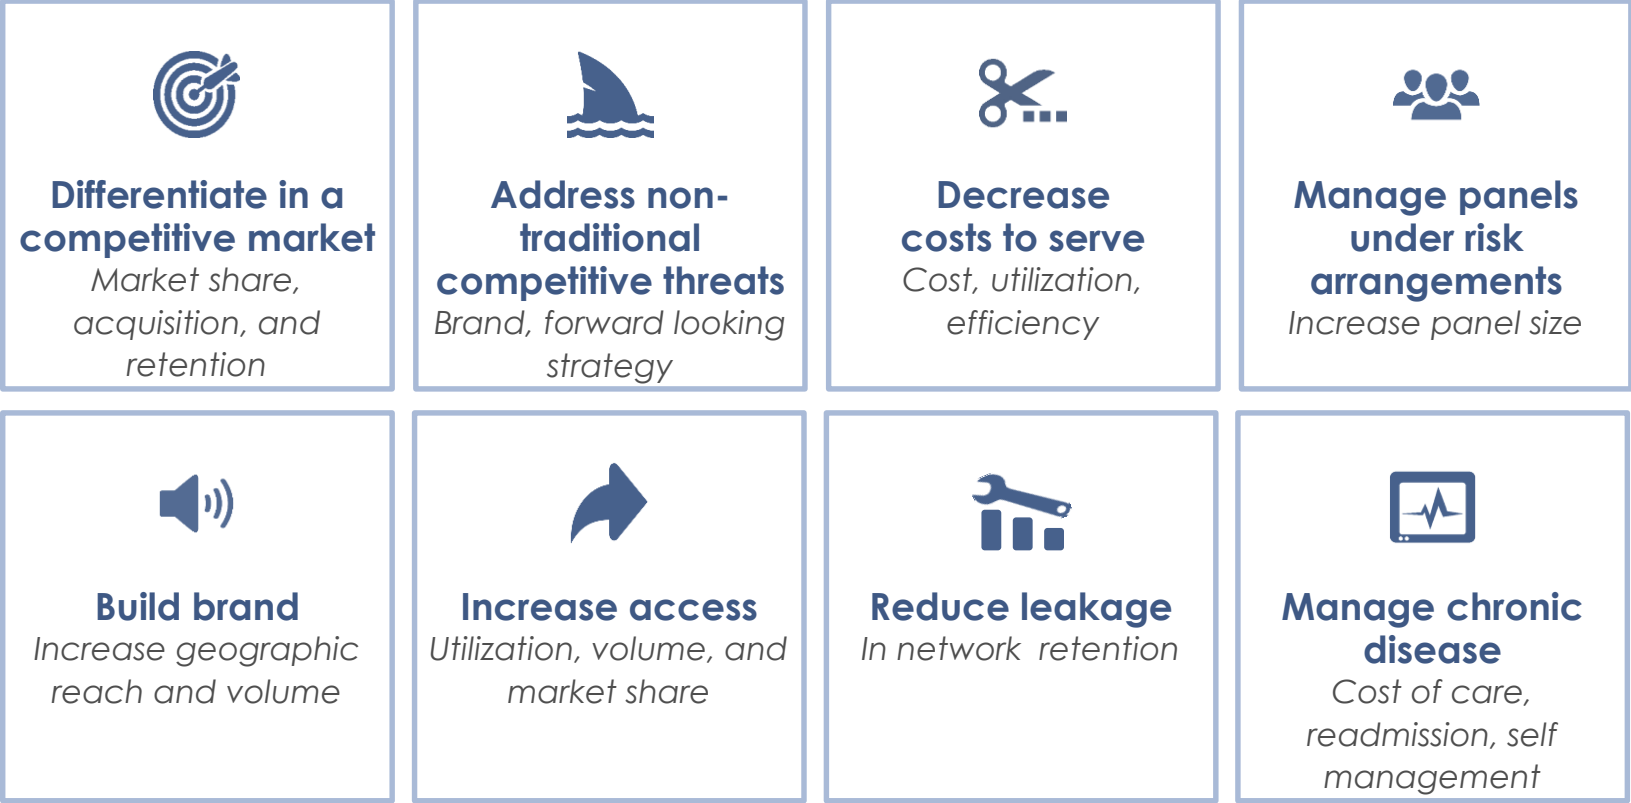 Differentiate in a
competitive market
Market share,
acquisition, and
retention
Address non-
traditional
competitive threats
Brand, forward looking
strategy
Decrease
costs to serve
Cost, utilization,
efficiency
Manage panels
under risk
arrangements
Increase panel size
Build brand
Increase geographic
reach and volume
Increase access
Utilization, volume, and
market share
Reduce leakage
In network  retention
Manage chronic
disease
Cost of care,
readmission, self
management